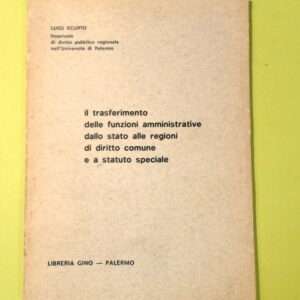 LUIGI SCURTO
Incaricato
di diritto pubblico regionale
nell'Università di Palermo
il trasferimento
delle funzioni amministrative
dallo stato alle regioni
di diritto comune
e a statuto speciale
LIBRERIA GINO — PALERMO